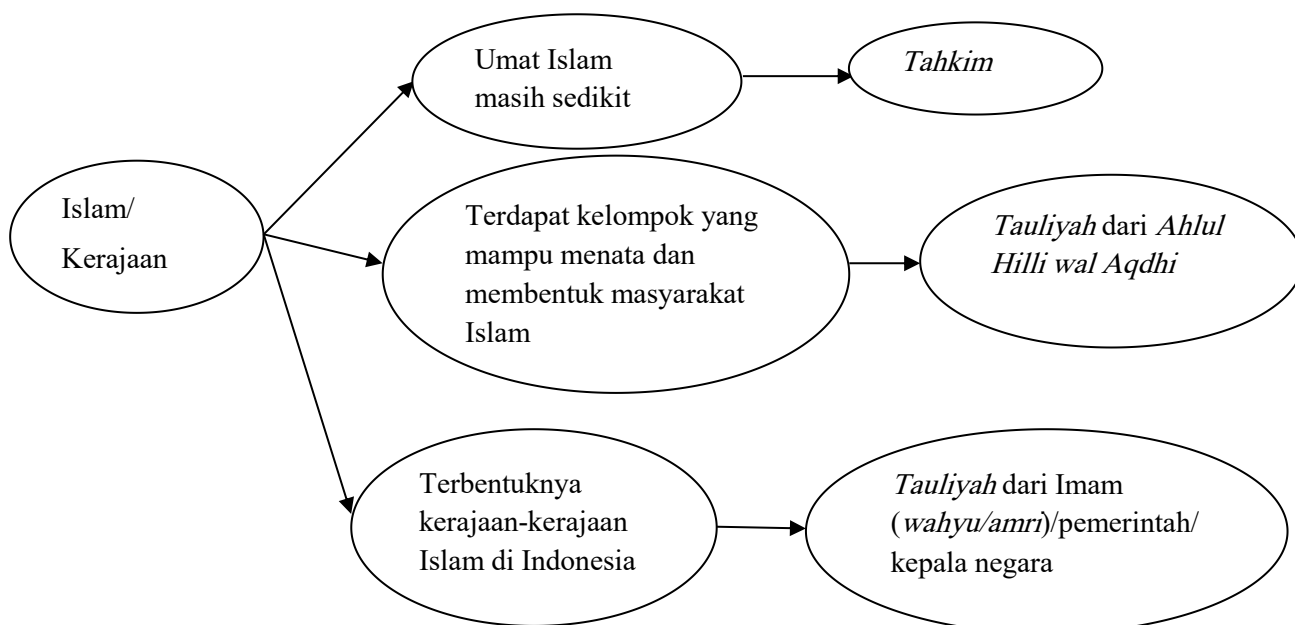 Islam/
Kerajaan
Umat Islam
masih sedikit
Tahkim
Terdapat kelompok yang
mampu menata dan
membentuk masyarakat
Islam
Tauliyah dari Ahlul
Hilli wal Aqdhi
Terbentuknya
kerajaan-kerajaan
Islam di Indonesia
Tauliyah dari Imam
(wahyu/amri)/pemerintah/
kepala negara